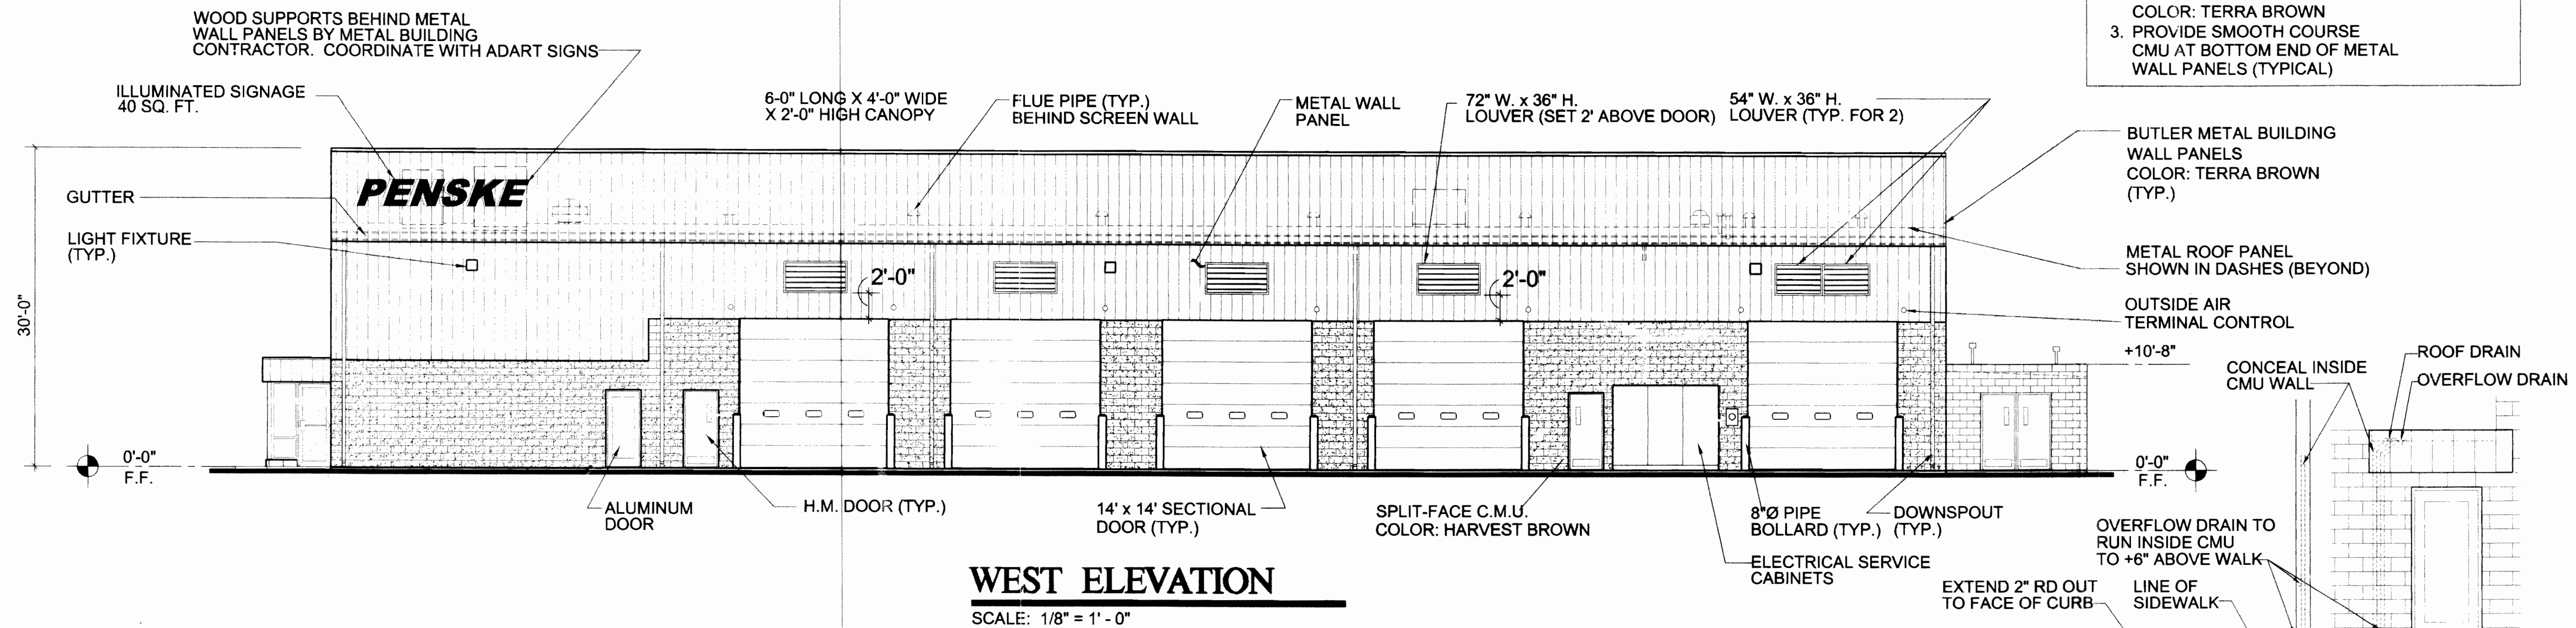 WOOD SUPPORTS BEHIND METAL
WALL PANELS BY METAL BUILDING
CONTRACTOR. COORDINATE WITH ADART SIGNS
ILLUMINATED SIGNAGE
40 SQ. FT.
6-0" LONG X 4'-0" WIDE
X 2'-0" HIGH CANOPY
FLUE PIPE (TYP.)
BEHIND SCREEN WALL
METAL WALL
PANEL
72" W. x 36" H.
LOUVER (SET 2' ABOVE DOOR)
54" W. x 36" H.
LOUVER (TYP. FOR 2)
COLOR: TERRA BROWN
3. PROVIDE SMOOTH COURSE
CMU AT BOTTOM END OF METAL
WALL PANELS (TYPICAL)
BUTLER METAL BUILDING
WALL PANELS
COLOR: TERRA BROWN
(TYP.)
PENSKE
GUTTER
LIGHT FIXTURE
(TYP.)
2'-0"
2'-0"
METAL ROOF PANEL
SHOWN IN DASHES (BEYOND)
OUTSIDE AIR
TERMINAL CONTROL
30'-0"
+10'-8"
CONCEAL INSIDE
CMU WALL
ROOF DRAIN
OVERFLOW DRAIN
0'-0"
F.F.
0'-0"
F.F.
ALUMINUM
DOOR
H.M. DOOR (TYP.)
14' x 14' SECTIONAL
DOOR (TYP.)
SPLIT-FACE C.M.U.
COLOR: HARVEST BROWN
8"Ø PIPE
BOLLARD (TYP.)
DOWNSPOUT
(TYP.)
ELECTRICAL SERVICE
CABINETS
OVERFLOW DRAIN TO
RUN INSIDE CMU
TO +6" ABOVE WALK
EXTEND 2" RD OUT
TO FACE OF CURB
LINE OF
SIDEWALK
WEST ELEVATION
SCALE: 1/8" = 1' - 0"